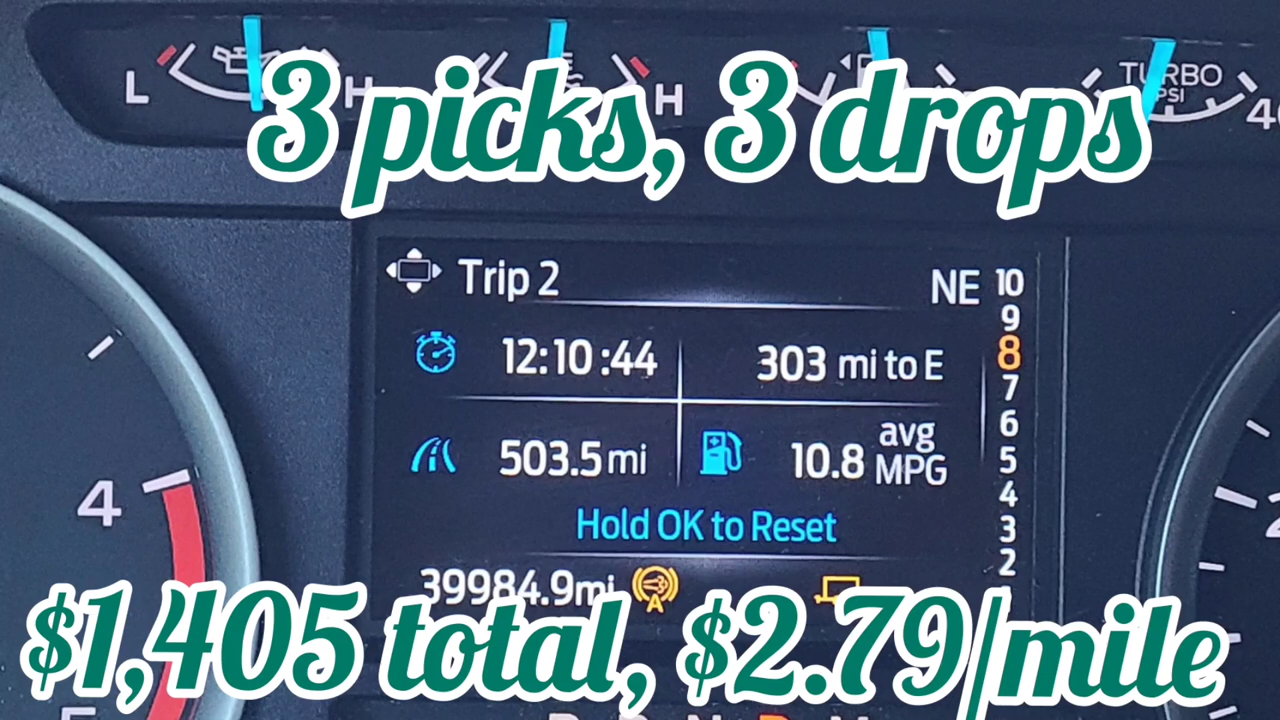 L H H TURBO
PSI
3 picks, 3 drops
Trip 2 NE 10
9
12:10:44 303 mi to E 8
7
avg 6
503.5 mi 10.8 MPG 5
4 4
Hold OK to Reset 3
2
39984.9mi
$1,405 total, $2.79/mile